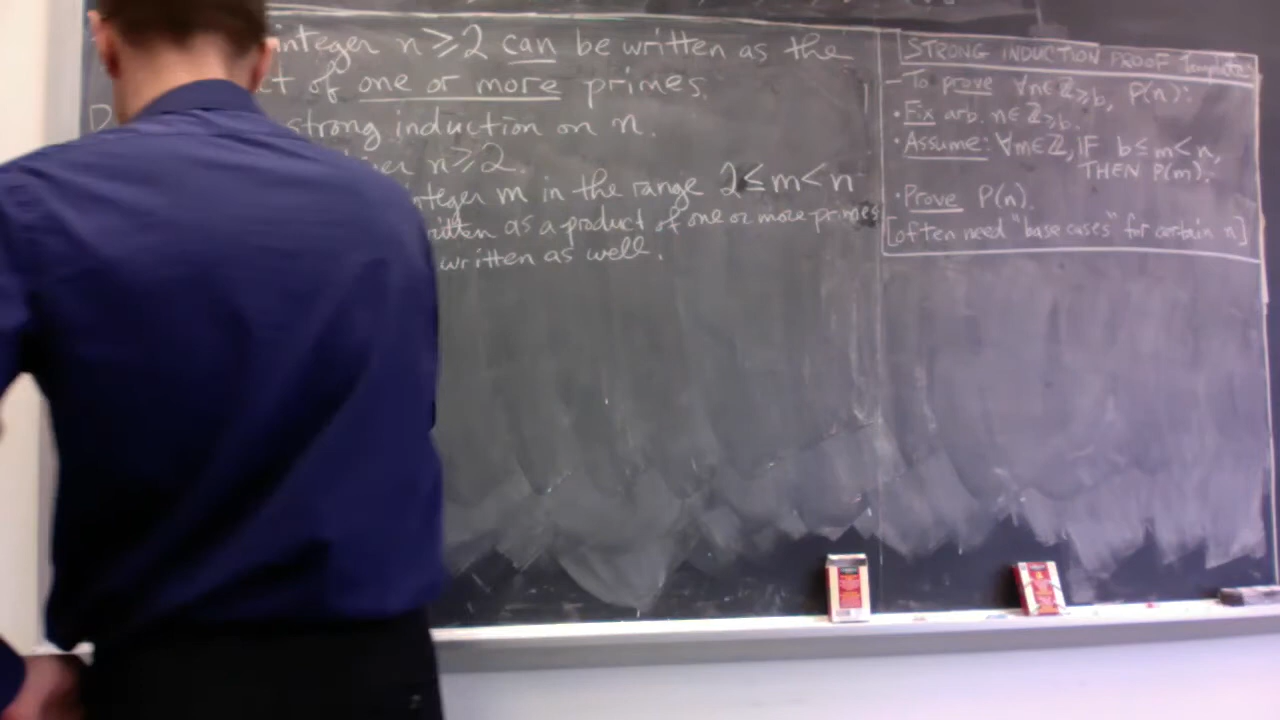 integer n ≥ 2 can be written as the
t of one or more primes.
strong induction on n.
n ≥ 2.
nteger m in the range 2 ≤ m < n
ritten as a product of one or more primes
written as well.
STRONG INDUCTION PROOF Template
- To prove ∀n∈ℤ≥b, P(n):
• Fix arb. n∈ℤ≥b.
• Assume: ∀m∈ℤ, IF b ≤ m < n,
THEN P(m).
• Prove P(n).
[often need "base cases" for certain n]